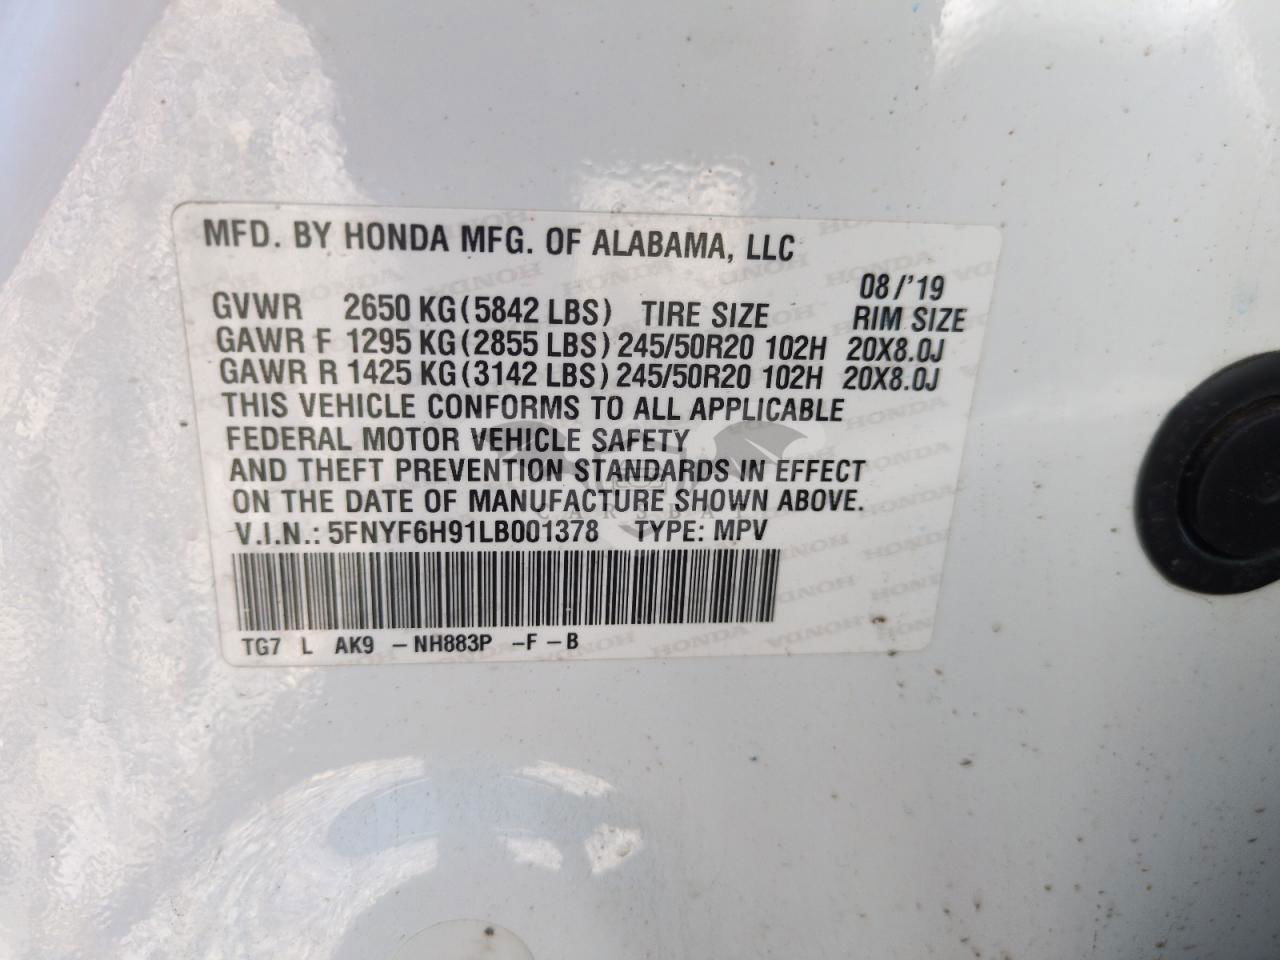 MFD. BY HONDA MFG. OF ALABAMA, LLC
08/'19
GVWR 2650 KG(5842 LBS) TIRE SIZE RIM SIZE
GAWR F 1295 KG(2855 LBS) 245/50R20 102H 20X8.0J
GAWR R 1425 KG(3142 LBS) 245/50R20 102H 20X8.0J
THIS VEHICLE CONFORMS TO ALL APPLICABLE
FEDERAL MOTOR VEHICLE SAFETY
AND THEFT PREVENTION STANDARDS IN EFFECT
ON THE DATE OF MANUFACTURE SHOWN ABOVE.
V.I.N.: 5FNYF6H91LB001378 TYPE: MPV
TG7 L AK9 -NH883P -F-B